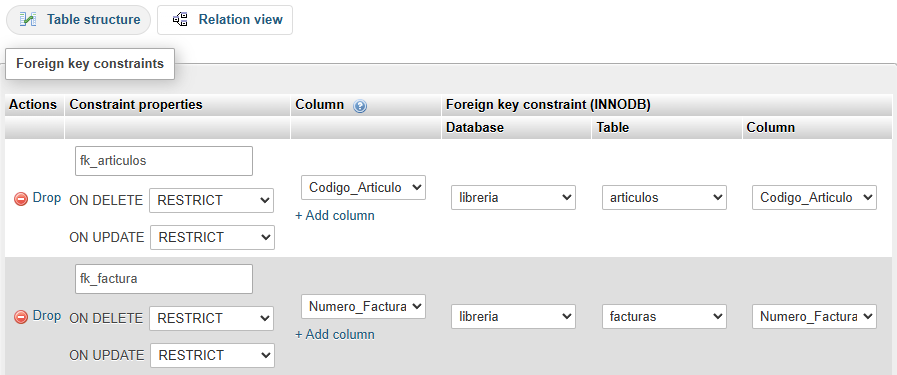 Table structure Relation view
Foreign key constraints
Actions Constraint properties Column Foreign key constraint (INNODB)
Database Table Column
fk_articulos
Drop ON DELETE RESTRICT Codigo_Articulo libreria articulos Codigo_Articulo
+ Add column
ON UPDATE RESTRICT
fk_factura
Drop ON DELETE RESTRICT Numero_Factura libreria facturas Numero_Factura
+ Add column
ON UPDATE RESTRICT